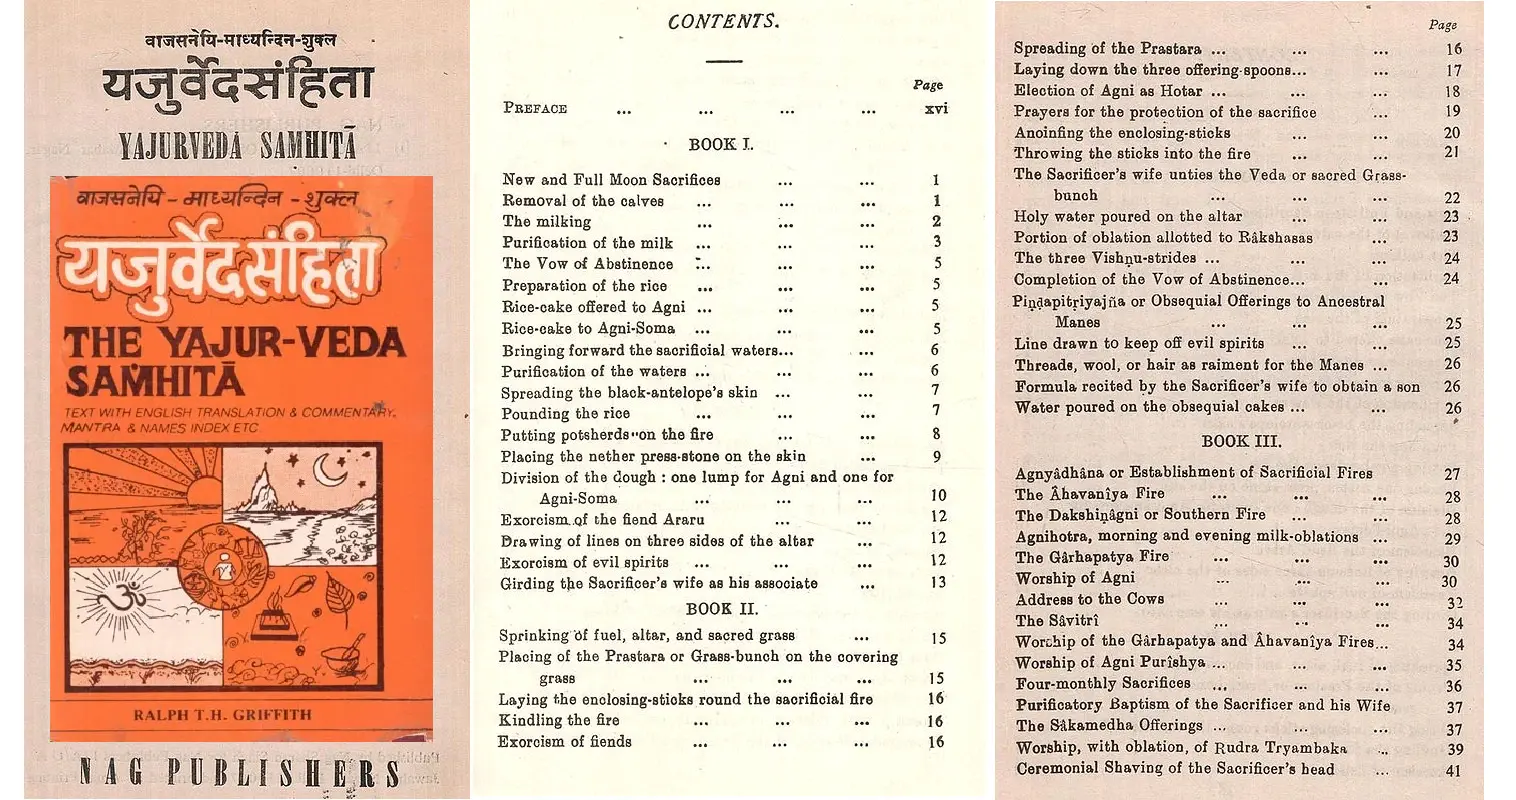 वाजसनेयि-माध्यन्दिन-शुक्ल
यजुर्वेदसंहिता
YAJURVEDA SAMHITĀ
वाजसनेयि - माध्यन्दिन - शुक्ल
यजुर्वेदसंहिता
THE YAJUR-VEDA
SAṀHITĀ
TEXT WITH ENGLISH TRANSLATION & COMMENTARY,
MANTRA & NAMES INDEX ETC
ॐ
RALPH T.H. GRIFFITH
NAG PUBLISHERS
CONTENTS.
Page
PREFACE ... ... ... ... xvi
BOOK I.
New and Full Moon Sacrifices ... ... 1
Removal of the calves ... ... ... 1
The milking ... ... ... 2
Purification of the milk ... ... ... 3
The Vow of Abstinence ... ... ... 5
Preparation of the rice ... ... ... 5
Rice-cake offered to Agni ... ... ... 5
Rice-cake to Agni-Soma ... ... ... 5
Bringing forward the sacrificial waters... ... 6
Purification of the waters ... ... ... 6
Spreading the black-antelope's skin ... ... 7
Pounding the rice ... ... ... 7
Putting potsherds on the fire ... ... 8
Placing the nether press-stone on the skin ... 9
Division of the dough : one lump for Agni and one for
Agni-Soma ... ... ... 10
Exorcism of the fiend Araru ... ... 12
Drawing of lines on three sides of the altar ... 12
Exorcism of evil spirits ... ... ... 12
Girding the Sacrificer's wife as his associate ... 13
BOOK II.
Sprinking of fuel, altar, and sacred grass ... 15
Placing of the Prastara or Grass-bunch on the covering
grass ... ... ... 15
Laying the enclosing-sticks round the sacrificial fire 16
Kindling the fire ... ... ... 16
Exorcism of fiends ... ... ... 16
Page
Spreading of the Prastara ... ... ... 16
Laying down the three offering-spoons... ... 17
Election of Agni as Hotar ... ... ... 18
Prayers for the protection of the sacrifice ... 19
Anoinfing the enclosing-sticks ... ... 20
Throwing the sticks into the fire ... ... 21
The Sacrificer's wife unties the Veda or sacred Grass-
bunch ... ... ... 22
Holy water poured on the altar ... ... 23
Portion of oblation allotted to Râkshasas ... 23
The three Vishṇu-strides ... ... ... 24
Completion of the Vow of Abstinence... ... 24
Piṇḍapitṛiyajña or Obsequial Offerings to Ancestral
Manes ... ... ... 25
Line drawn to keep off evil spirits ... ... 25
Threads, wool, or hair as raiment for the Manes ... 26
Formula recited by the Sacrificer's wife to obtain a son 26
Water poured on the obsequial cakes ... ... 26
BOOK III.
Agnyâdhâna or Establishment of Sacrificial Fires 27
The Âhavanîya Fire ... ... ... 28
The Dakshiṇâgni or Southern Fire ... ... 28
Agnihotra, morning and evening milk-oblations ... 29
The Gârhapatya Fire ... ... ... 30
Worship of Agni ... ... ... 30
Address to the Cows ... ... ... 32
The Sâvitrî ... ... ... 34
Worship of the Gârhapatya and Âhavanîya Fires... 34
Worship of Agni Purîshya ... ... ... 35
Four-monthly Sacrifices ... ... ... 36
Purificatory Baptism of the Sacrificer and his Wife 37
The Sâkamedha Offerings ... ... ... 37
Worship, with oblation, of Rudra Tryambaka ... 39
Ceremonial Shaving of the Sacrificer's head ... 41